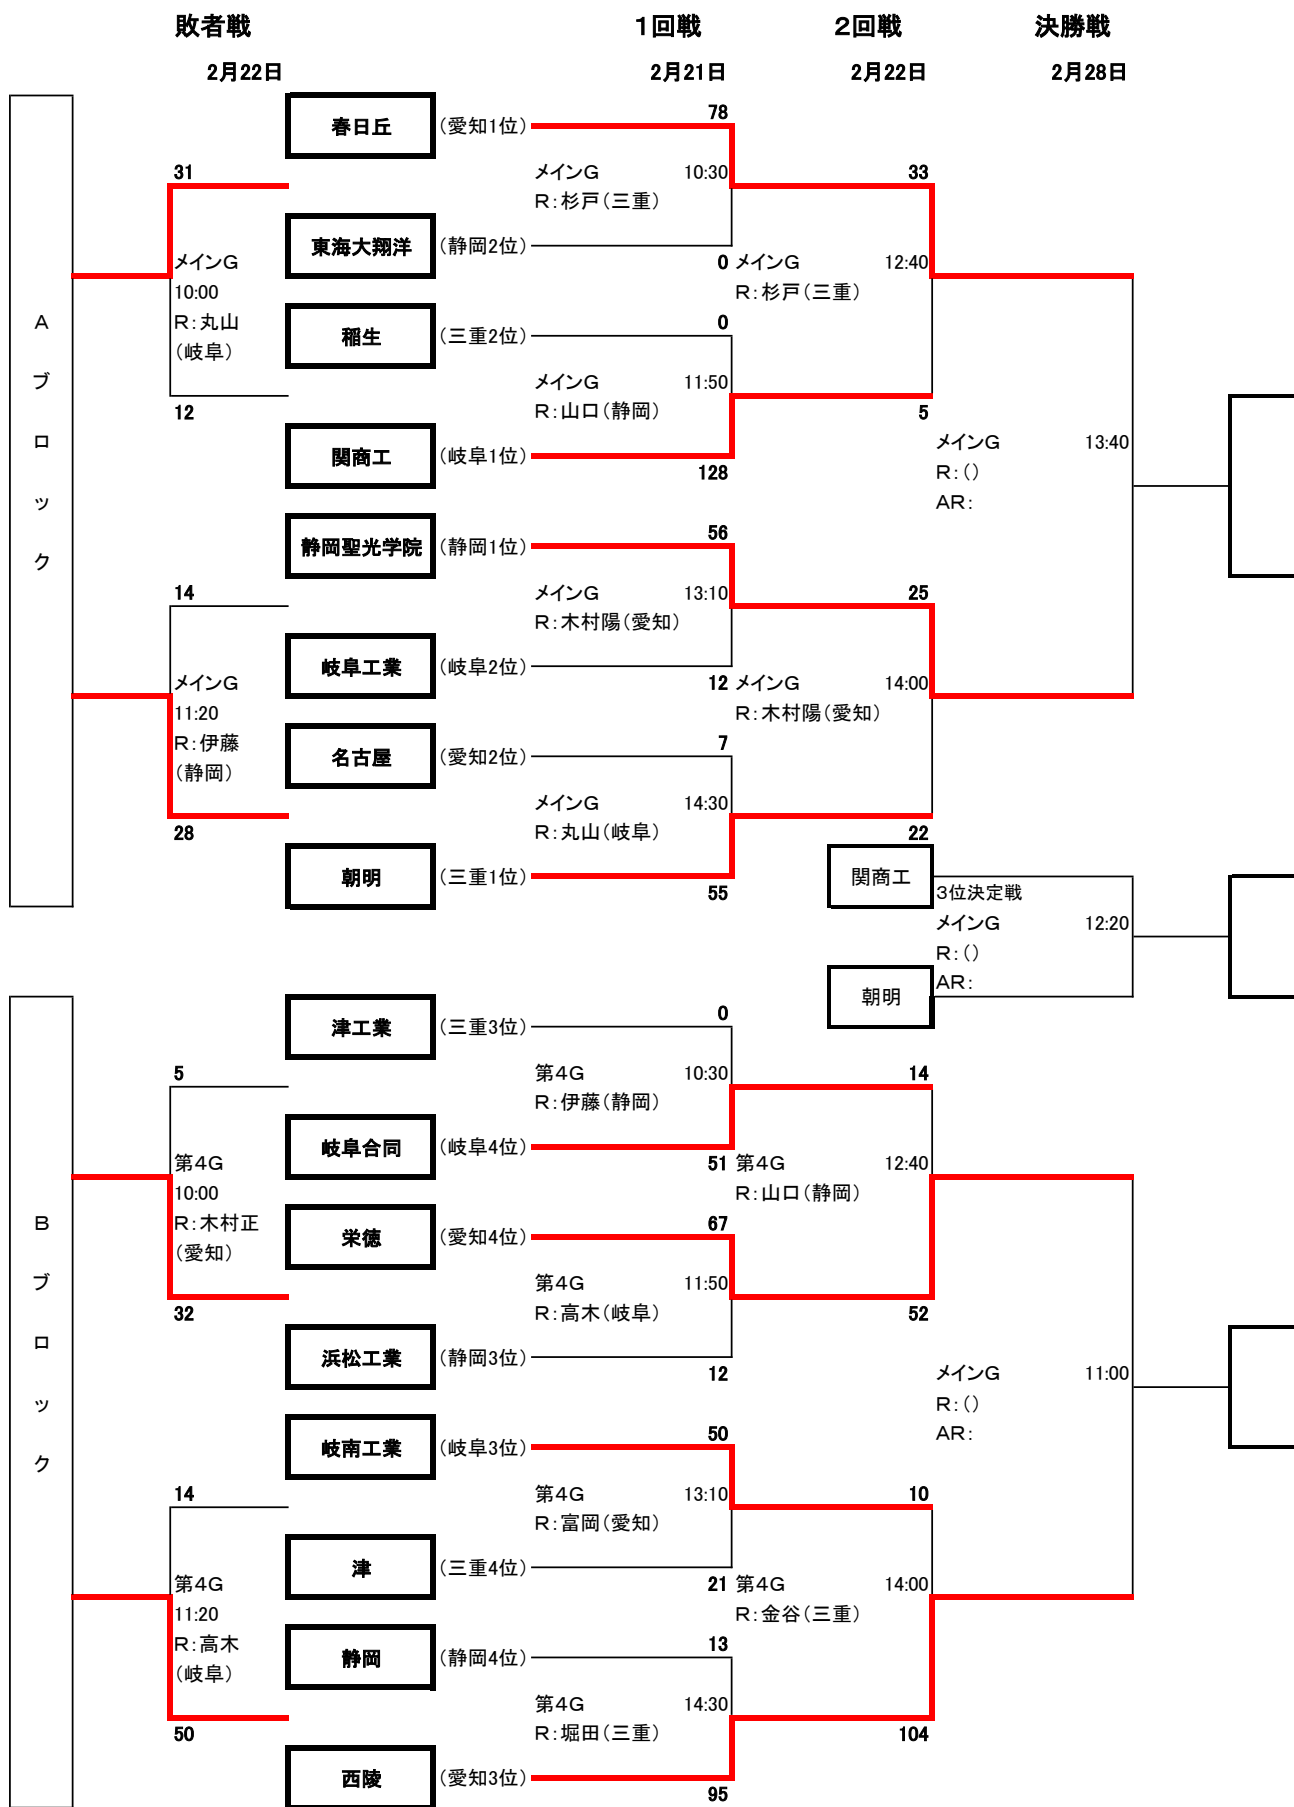 敗者戦 1回戦 2回戦 決勝戦
2月22日 2月21日 2月22日 2月28日
Aブロック
春日丘 (愛知1位) 78
31 メインG 10:30 33
R:杉戸(三重)
東海大翔洋 (静岡2位)
メインG 0 メインG 12:40
10:00 R:杉戸(三重)
R:丸山 稲生 (三重2位) 0
(岐阜)
メインG 11:50
12 R:山口(静岡) 5
関商工 (岐阜1位) メインG 13:40
128 R:()
AR:
静岡聖光学院 (静岡1位) 56
14 メインG 13:10 25
R:木村陽(愛知)
岐阜工業 (岐阜2位)
メインG 12 メインG 14:00
11:20 R:木村陽(愛知)
R:伊藤 名古屋 (愛知2位) 7
(静岡)
メインG 14:30
28 R:丸山(岐阜) 22
朝明 (三重1位) 関商工
55 3位決定戦
メインG 12:20
R:()
AR:
朝明
Bブロック
津工業 (三重3位) 0
5 第4G 10:30 14
R:伊藤(静岡)
岐阜合同 (岐阜4位)
第4G 51 第4G 12:40
10:00 R:山口(静岡)
R:木村正 栄徳 (愛知4位) 67
(愛知)
第4G 11:50
32 R:高木(岐阜) 52
浜松工業 (静岡3位)
12 メインG 11:00
R:()
AR:
岐南工業 (岐阜3位) 50
14 第4G 13:10 10
R:富岡(愛知)
津 (三重4位)
第4G 21 第4G 14:00
11:20 R:金谷(三重)
R:高木 静岡 (静岡4位) 13
(岐阜)
第4G 14:30
50 R:堀田(三重) 104
西陵 (愛知3位)
95